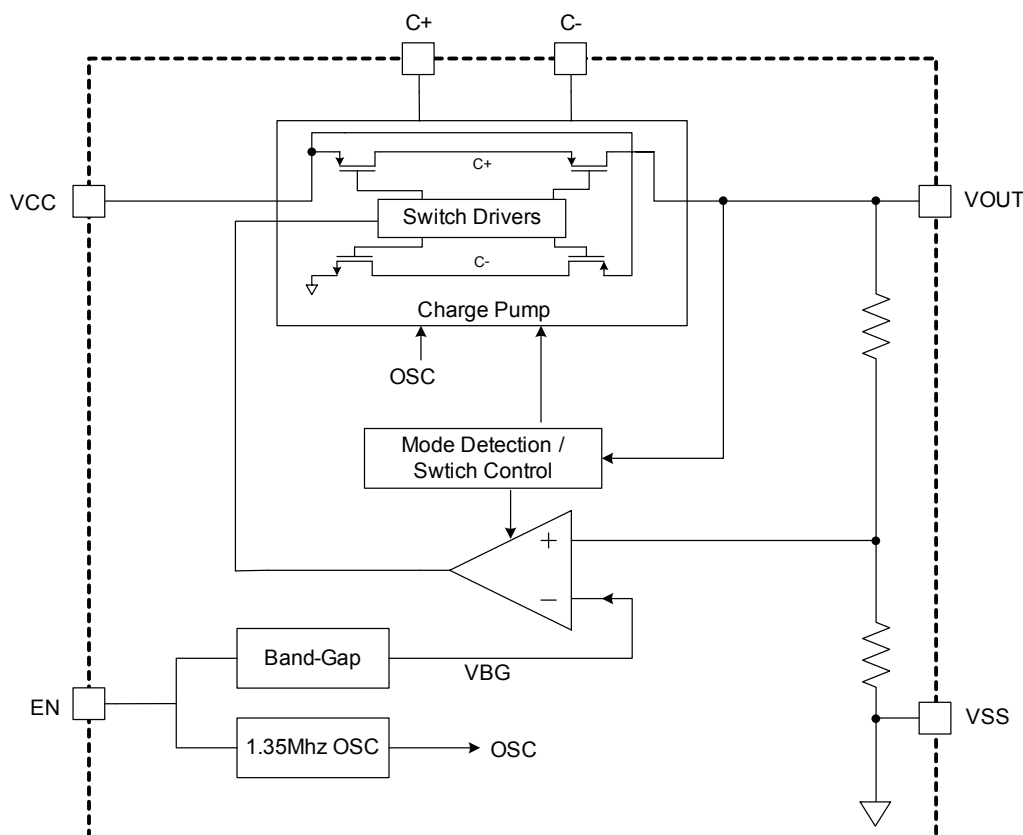 C+
C-
C+
VCC
Switch Drivers
VOUT
C-
Charge Pump
OSC
Mode Detection /
Swtich Control
+
−
Band-Gap
VBG
EN
VSS
1.35Mhz OSC
OSC